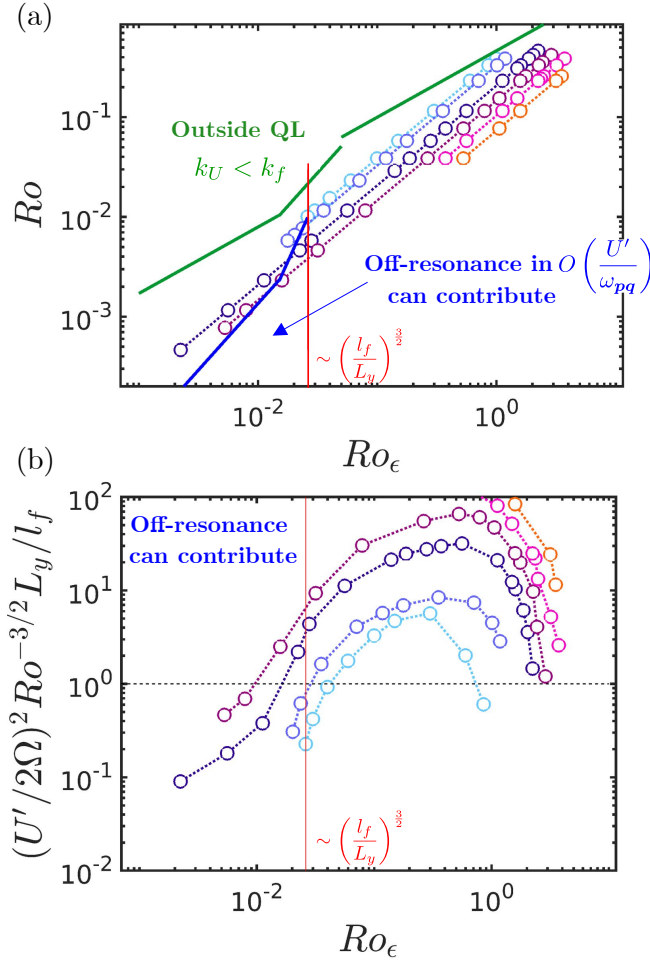 (a)
10^{-1}
10^{-2}
10^{-3}
Ro
Outside QL
k_U < k_f
Off-resonance in O (U'/ω_{pq})
can contribute
~ (l_f/L_y)^{3/2}
10^{-2} 10^{0}
Ro_ϵ
(b)
10^{2}
10^{1}
10^{0}
10^{-1}
10^{-2}
(U'/2Ω)^2 Ro^{-3/2} L_y/l_f
Off-resonance
can contribute
~ (l_f/L_y)^{3/2}
10^{-2} 10^{0}
Ro_ϵ